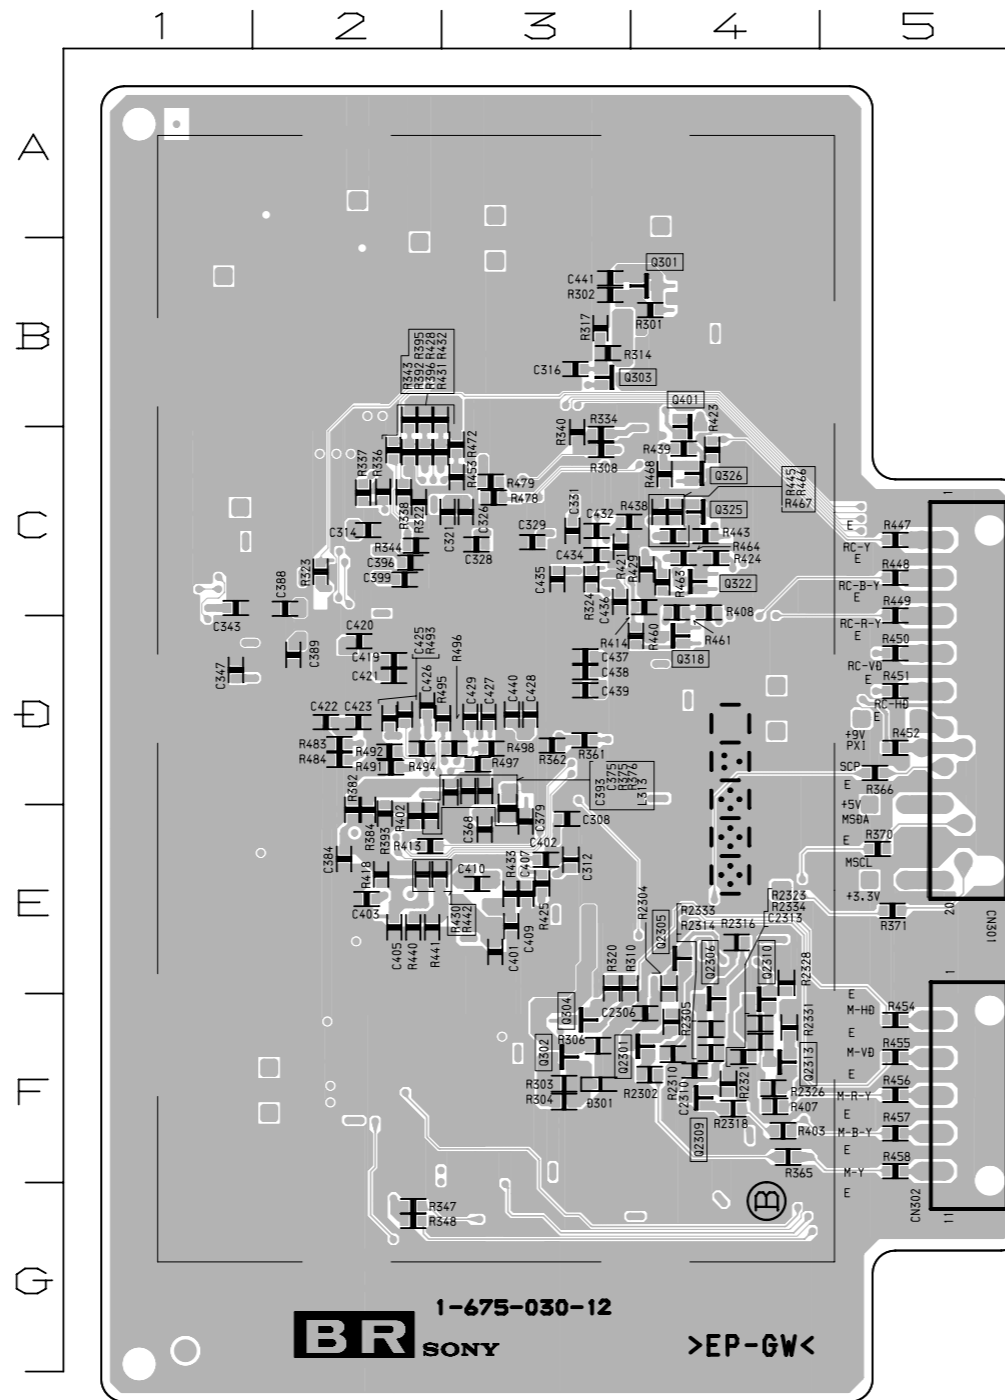 1 2 3 4 5
A
B
C441
Q301
R302
R301
R317
R314
C316
Q303
R343 R392 R396 R431
R395 R428 R432
Q401
R423
R340
R334
R308
R439
Q326
R468
R472
R453
R479
R478
R337
R336
R338
R322
R445
R466
R467
C
C314
R344
C396
C399
C321
C326
C328
C329
C331
C432
R438
Q325
R443
R464
R424
C434
R421
R429
R463
Q322
C435
R324
C436
R408
R414
R460
R461
Q318
R323
C388
C343
C347
C389
C420
C419
C421
C425
R493
C426
R495
R496
C429
C427
C440
C428
C437
C438
C439
E
R447
RC-Y
E
R448
RC-B-Y
E
R449
RC-R-Y
E
R450
RC-VD
E
R451
RC-HD
E
+9V
PXI
R452
SCP
E
R366
+5V
MSDA
R370
E
MSCL
+3.3V
R371
1
20
CN301
D
C422
C423
R483
R484
R492
R491
R494
R498
R497
R362
R361
C393
C375
R375
R376
L313
R382
R384
R393
R402
C368
C379
C308
R413
C402
C384
R418
C410
R433
C407
C312
E
C403
R425
C405
R440
R441
R430
R442
C401
C409
R2304
Q2305
R2333
R2314
R2316
R2323
R2334
C2313
Q2306
Q2310
R2328
R320
R310
Q304
C2306
R2305
R2331
R306
Q302
Q2301
R2310
R2321
Q2313
F
R303
R304
D301
R2302
C2310
R2318
R2326
R407
R403
Q2309
R365
E
M-HD
R454
E
M-VD
R455
E
M-R-Y
R456
E
M-B-Y
R457
E
M-Y
R458
E
1
11
CN302
G
R347
R348
B
1-675-030-12
BR SONY
>EP-GW<